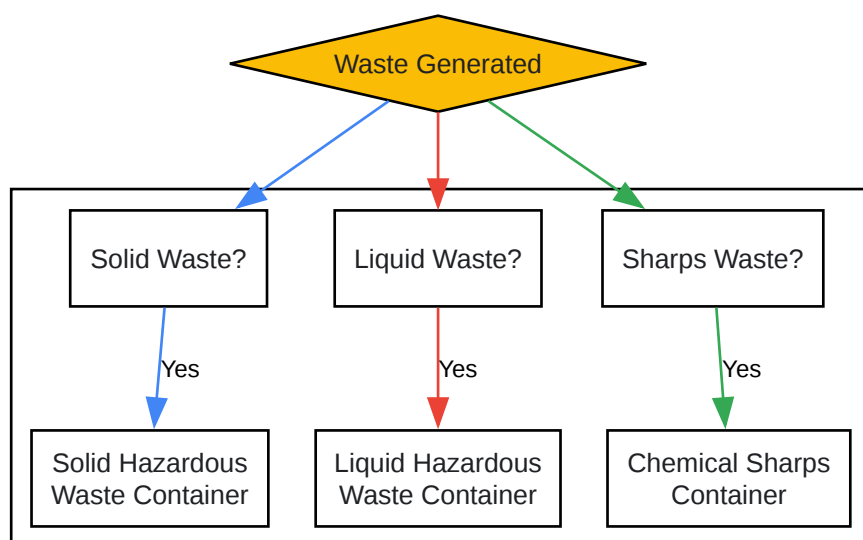 Waste Generated
Solid Waste?
Liquid Waste?
Sharps Waste?
Yes
Yes
Yes
Solid Hazardous
Waste Container
Liquid Hazardous
Waste Container
Chemical Sharps
Container